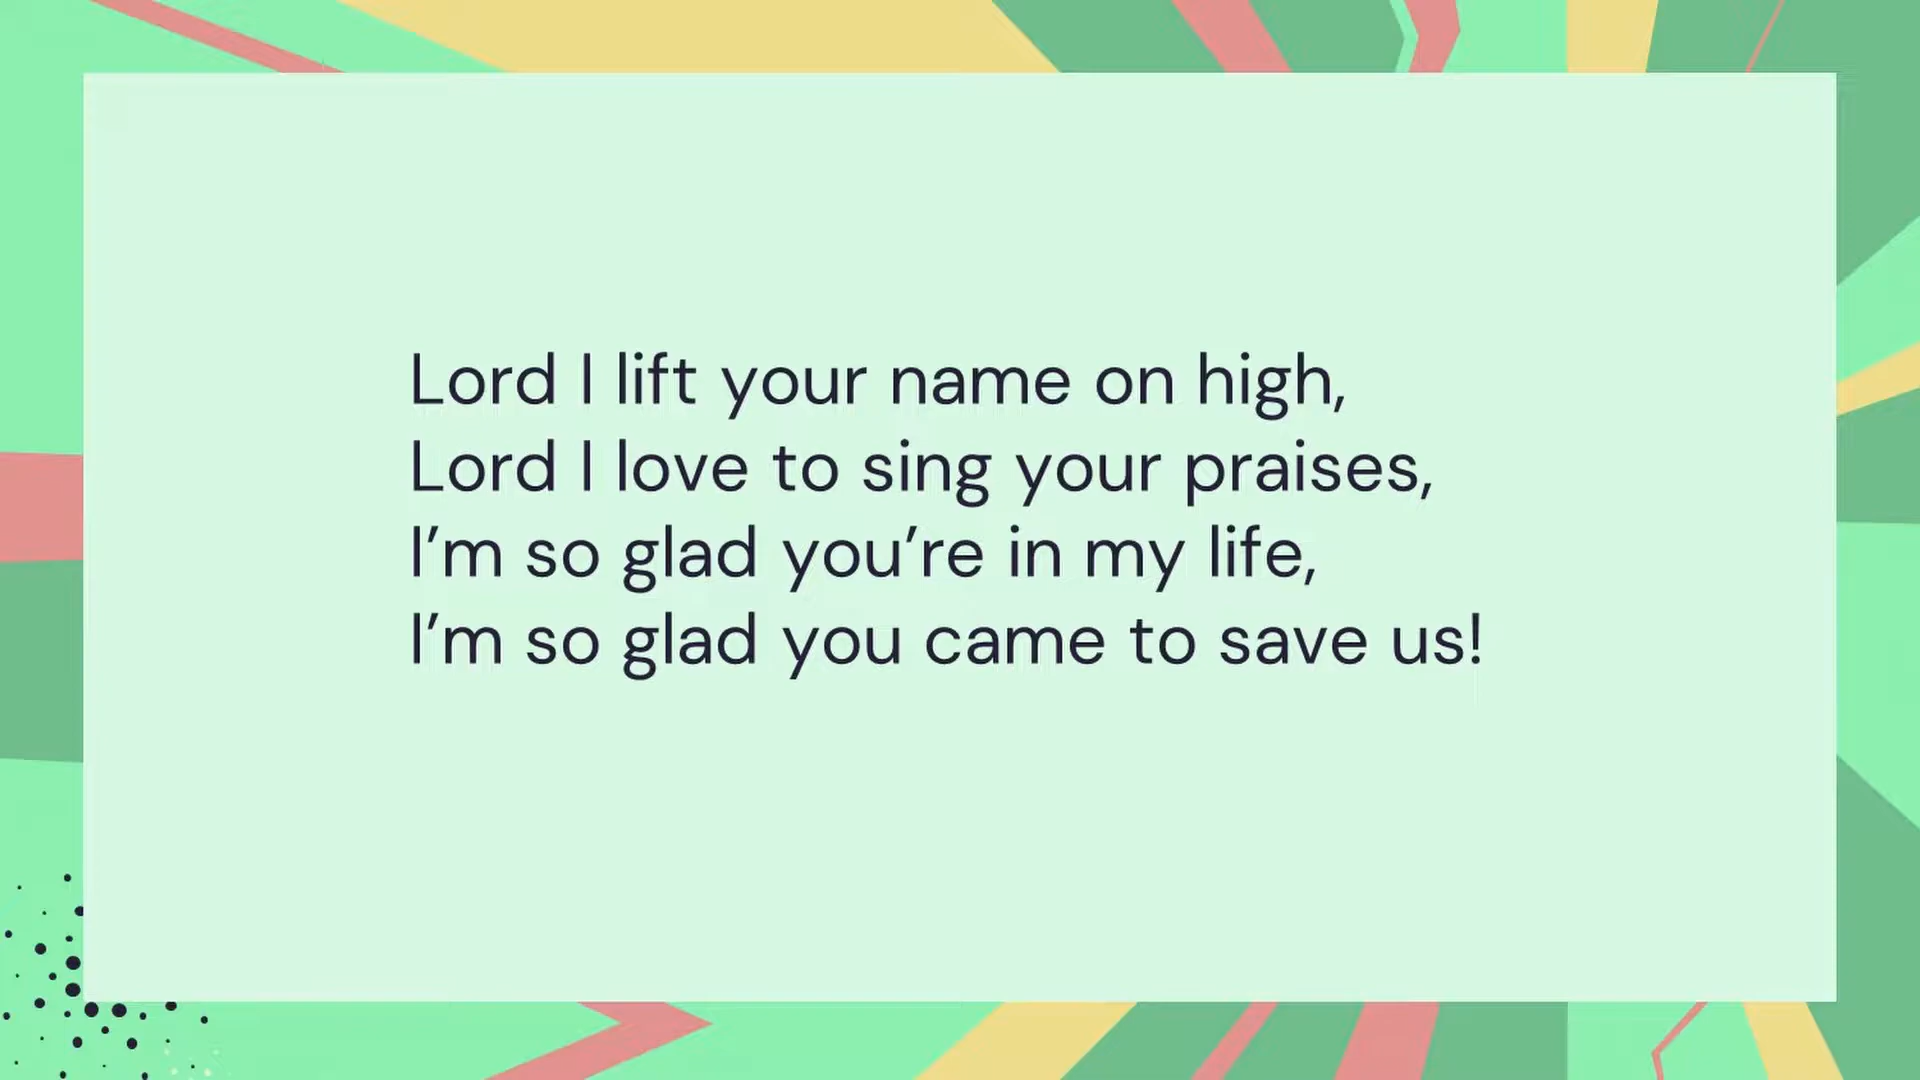 Lord I lift your name on high,
Lord I love to sing your praises,
I’m so glad you’re in my life,
I’m so glad you came to save us!